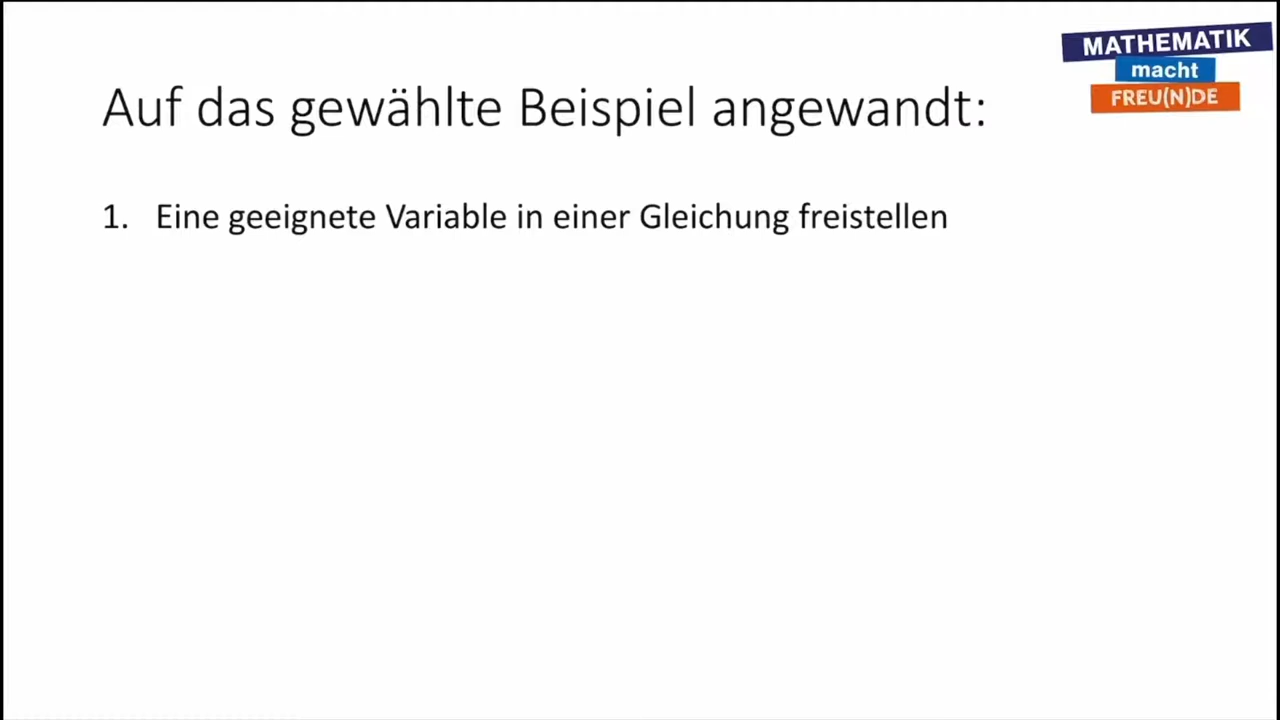 MATHEMATIK
macht
FREU(N)DE
Auf das gewählte Beispiel angewandt:
1. Eine geeignete Variable in einer Gleichung freistellen